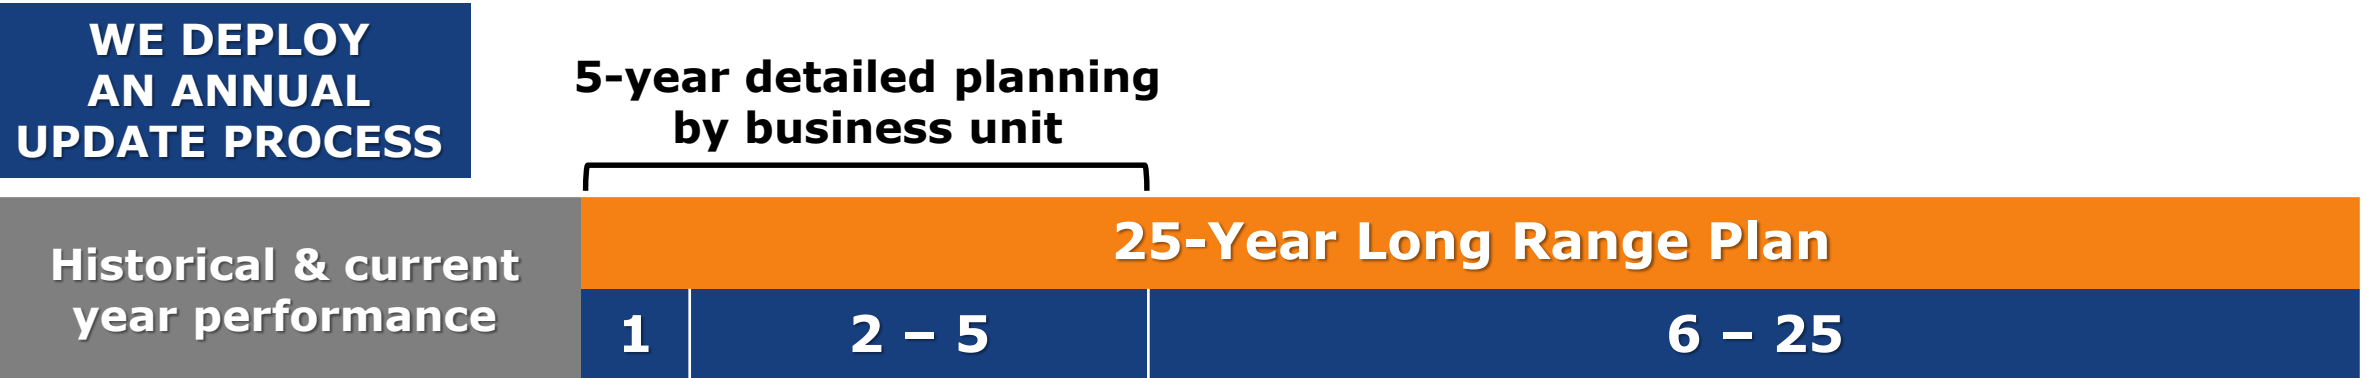 WE DEPLOY
AN ANNUAL
UPDATE PROCESS
5-year detailed planning
by business unit
Historical & current
year performance
25-Year Long Range Plan
1
2 – 5
6 – 25